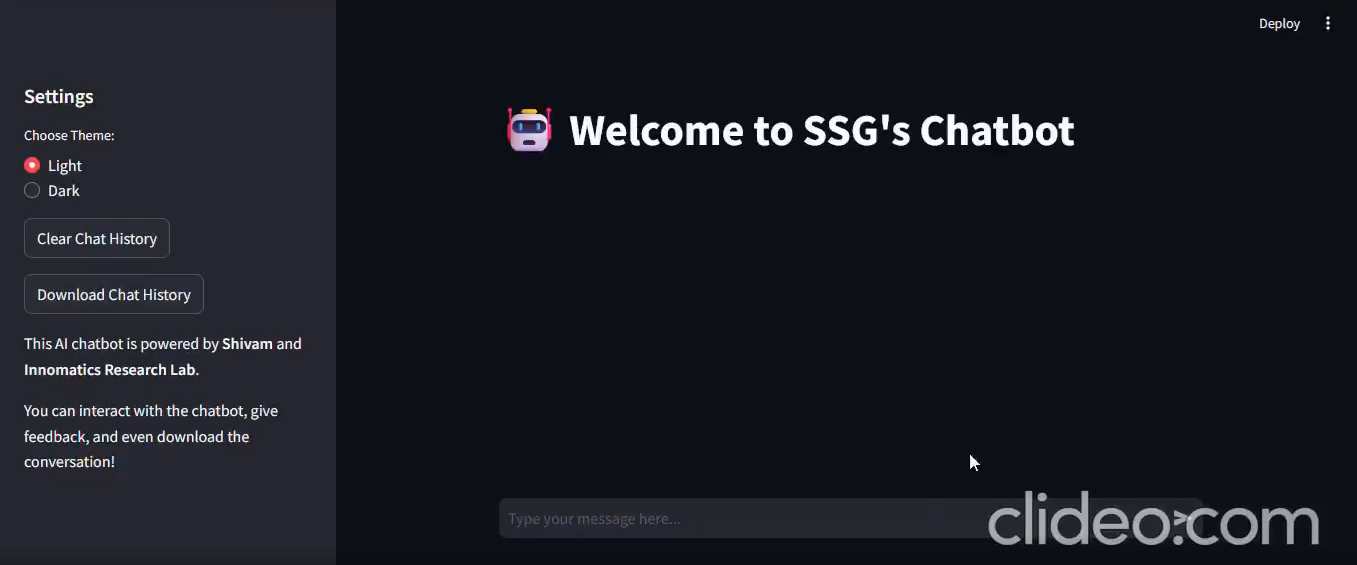 Deploy
Settings
Choose Theme:
Light
Dark
Clear Chat History
Download Chat History
This AI chatbot is powered by Shivam and
Innomatics Research Lab.
You can interact with the chatbot, give
feedback, and even download the
conversation!
Welcome to SSG's Chatbot
Type your message here...
clideo.com